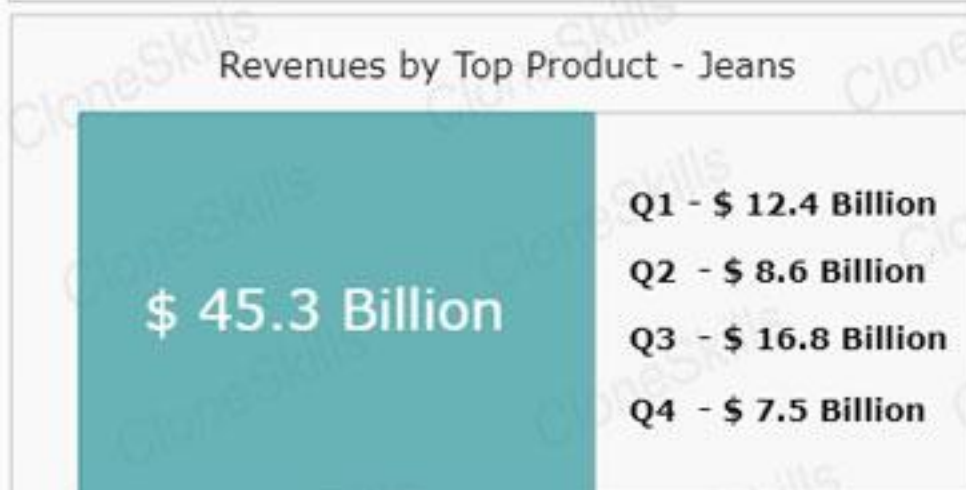 Revenues by Top Product - Jeans
$ 45.3 Billion
Q1 - $ 12.4 Billion
Q2 - $ 8.6 Billion
Q3 - $ 16.8 Billion
Q4 - $ 7.5 Billion
CloneSkills